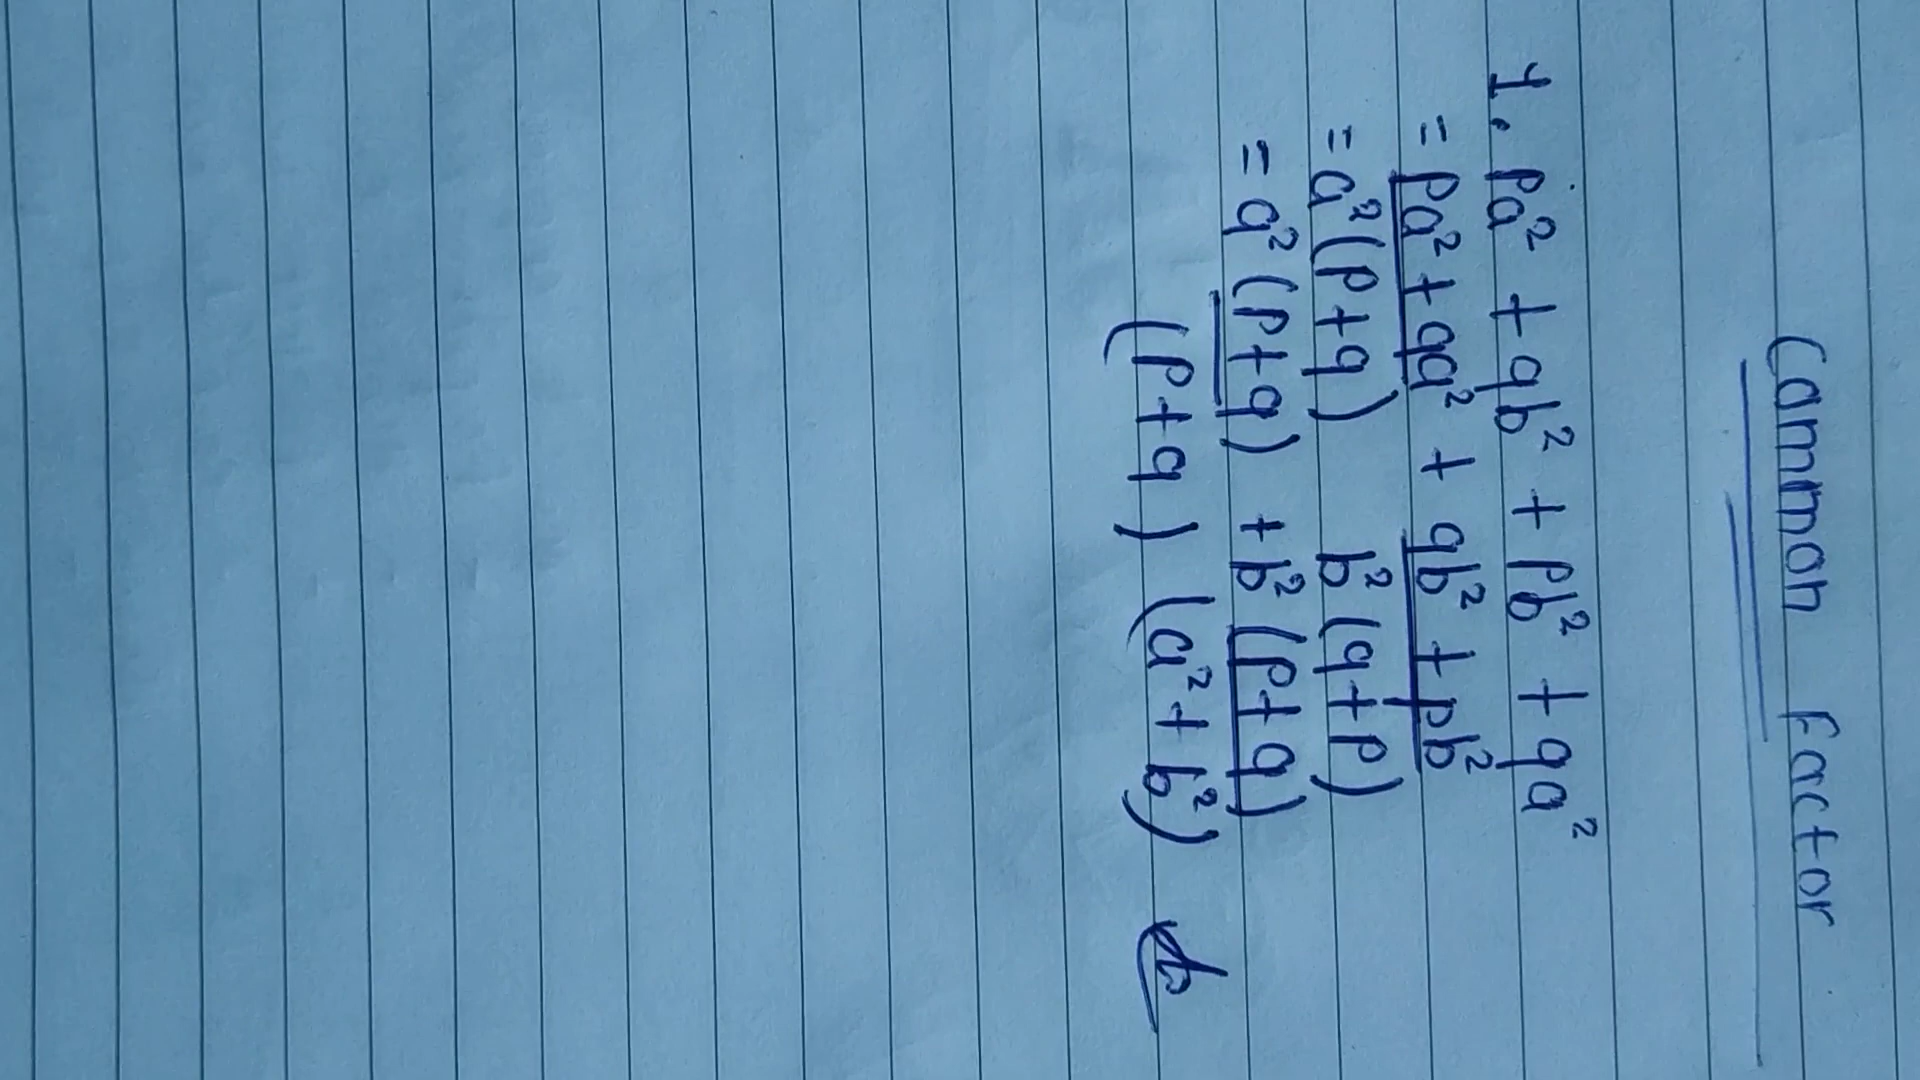 Common Factor
1. pa² + qb² + pb² + qa²
= pa² + qa² + qb² + pb²
= a² (p+q) b² (q+p)
= a² (p+q) + b² (p+q)
(p+q) (a² + b²)